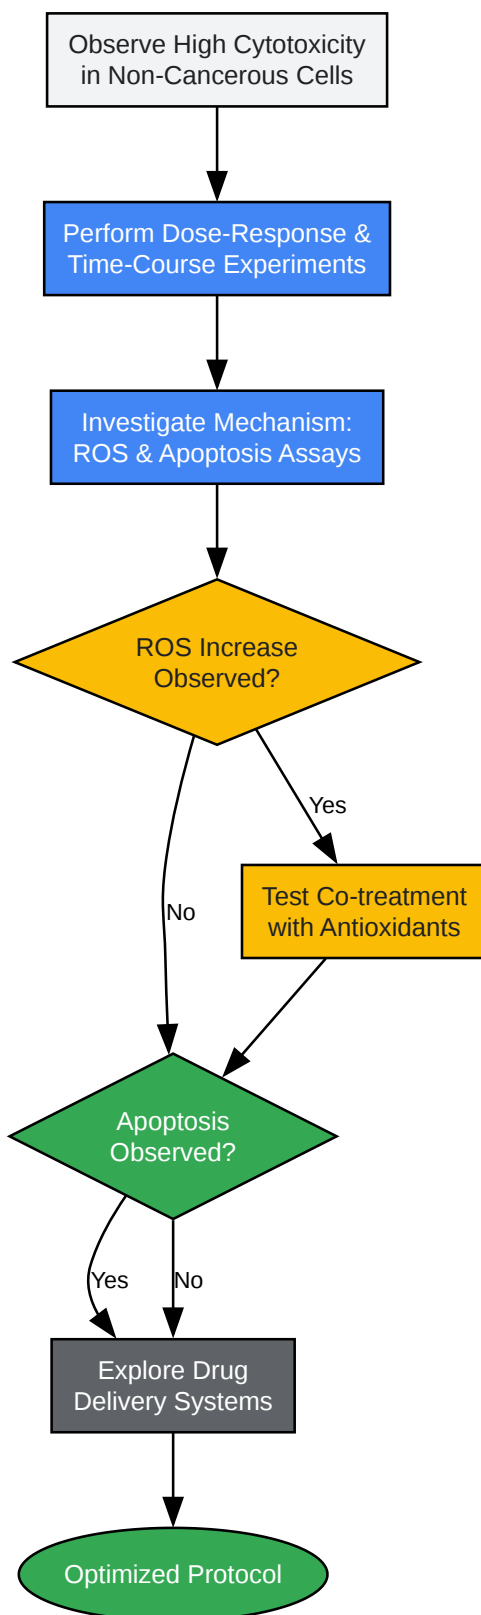 Observe High Cytotoxicity
in Non-Cancerous Cells
Perform Dose-Response &
Time-Course Experiments
Investigate Mechanism:
ROS & Apoptosis Assays
ROS Increase
Observed?
Yes
Test Co-treatment
with Antioxidants
No
Apoptosis
Observed?
Yes
No
Explore Drug
Delivery Systems
Optimized Protocol